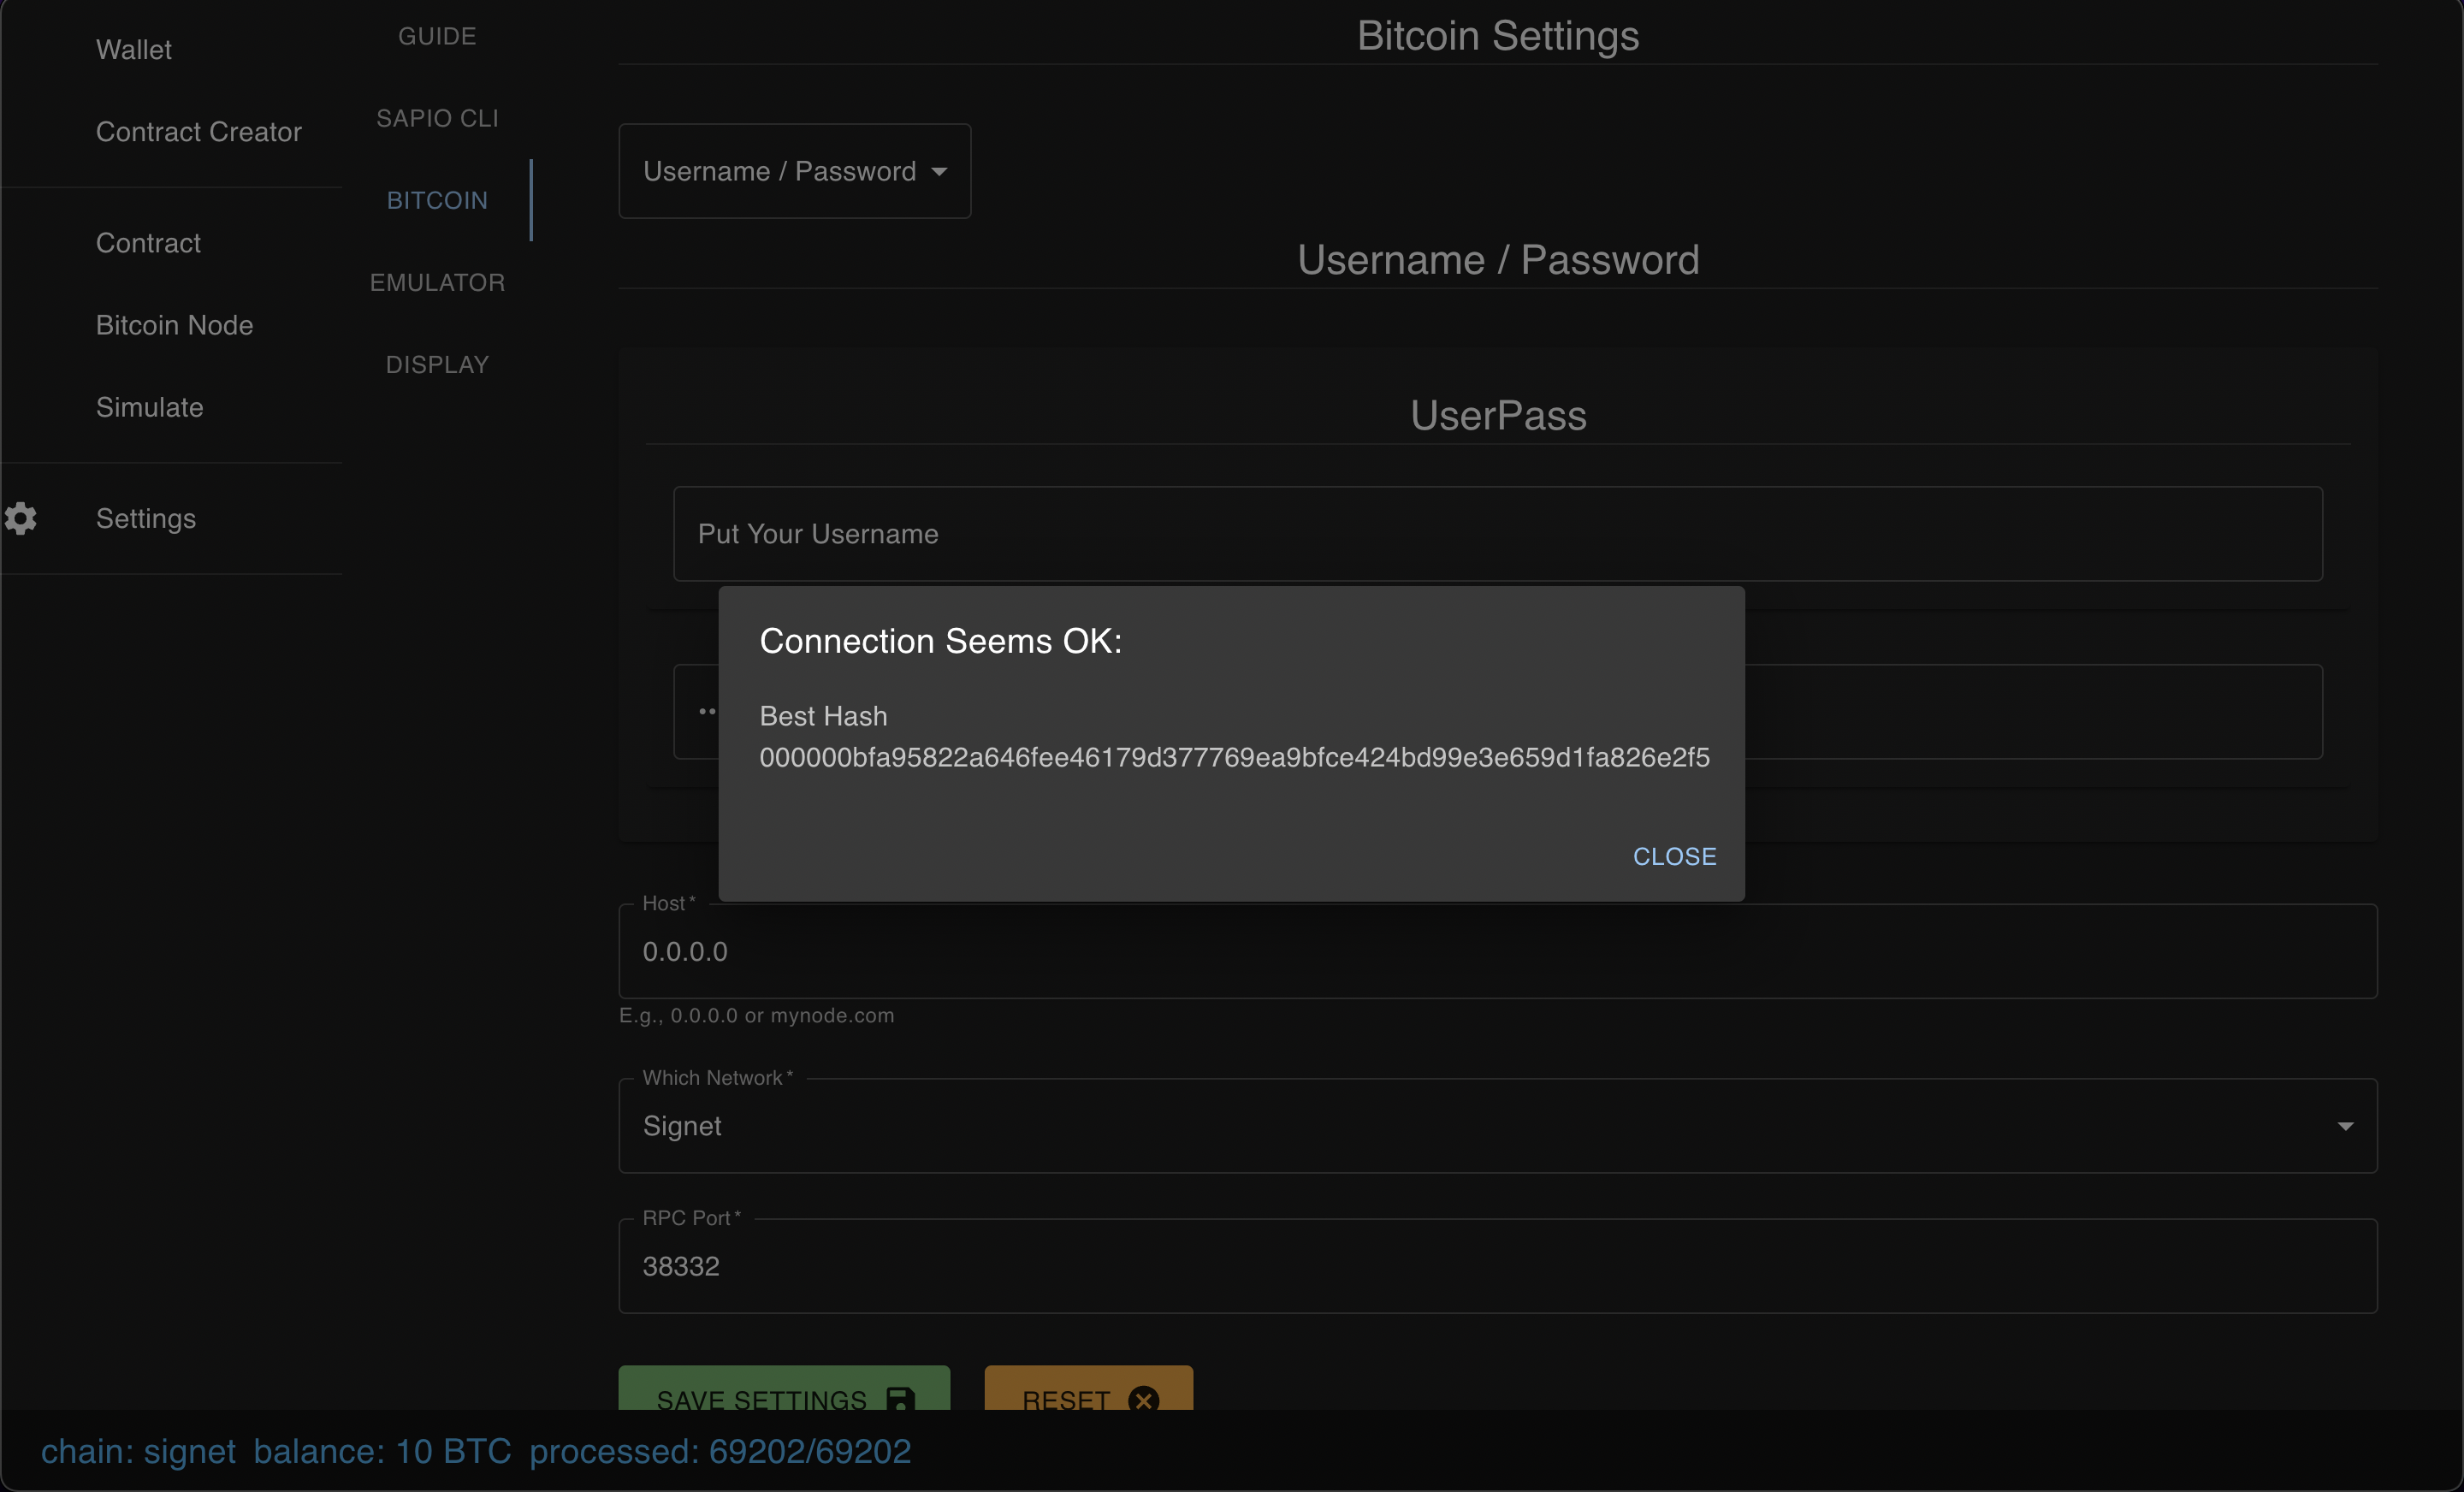 Wallet
Contract Creator
Contract
Bitcoin Node
Simulate
Settings
GUIDE
SAPIO CLI
BITCOIN
EMULATOR
DISPLAY
Bitcoin Settings
Username / Password
Username / Password
UserPass
Put Your Username
••
Connection Seems OK:
Best Hash
000000bfa95822a646fee46179d377769ea9bfce424bd99e3e659d1fa826e2f5
CLOSE
Host *
0.0.0.0
E.g., 0.0.0.0 or mynode.com
Which Network *
Signet
RPC Port *
38332
SAVE SETTINGS
RESET
chain: signet balance: 10 BTC processed: 69202/69202